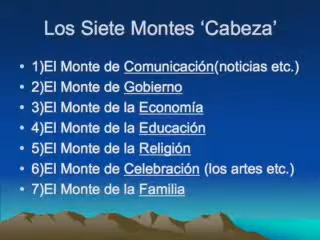 Los Siete Montes ‘Cabeza’
• 1)El Monte de Comunicación(noticias etc.)
• 2)El Monte de Gobierno
• 3)El Monte de la Economía
• 4)El Monte de la Educación
• 5)El Monte de la Religión
• 6)El Monte de Celebración (los artes etc.)
• 7)El Monte de la Familia